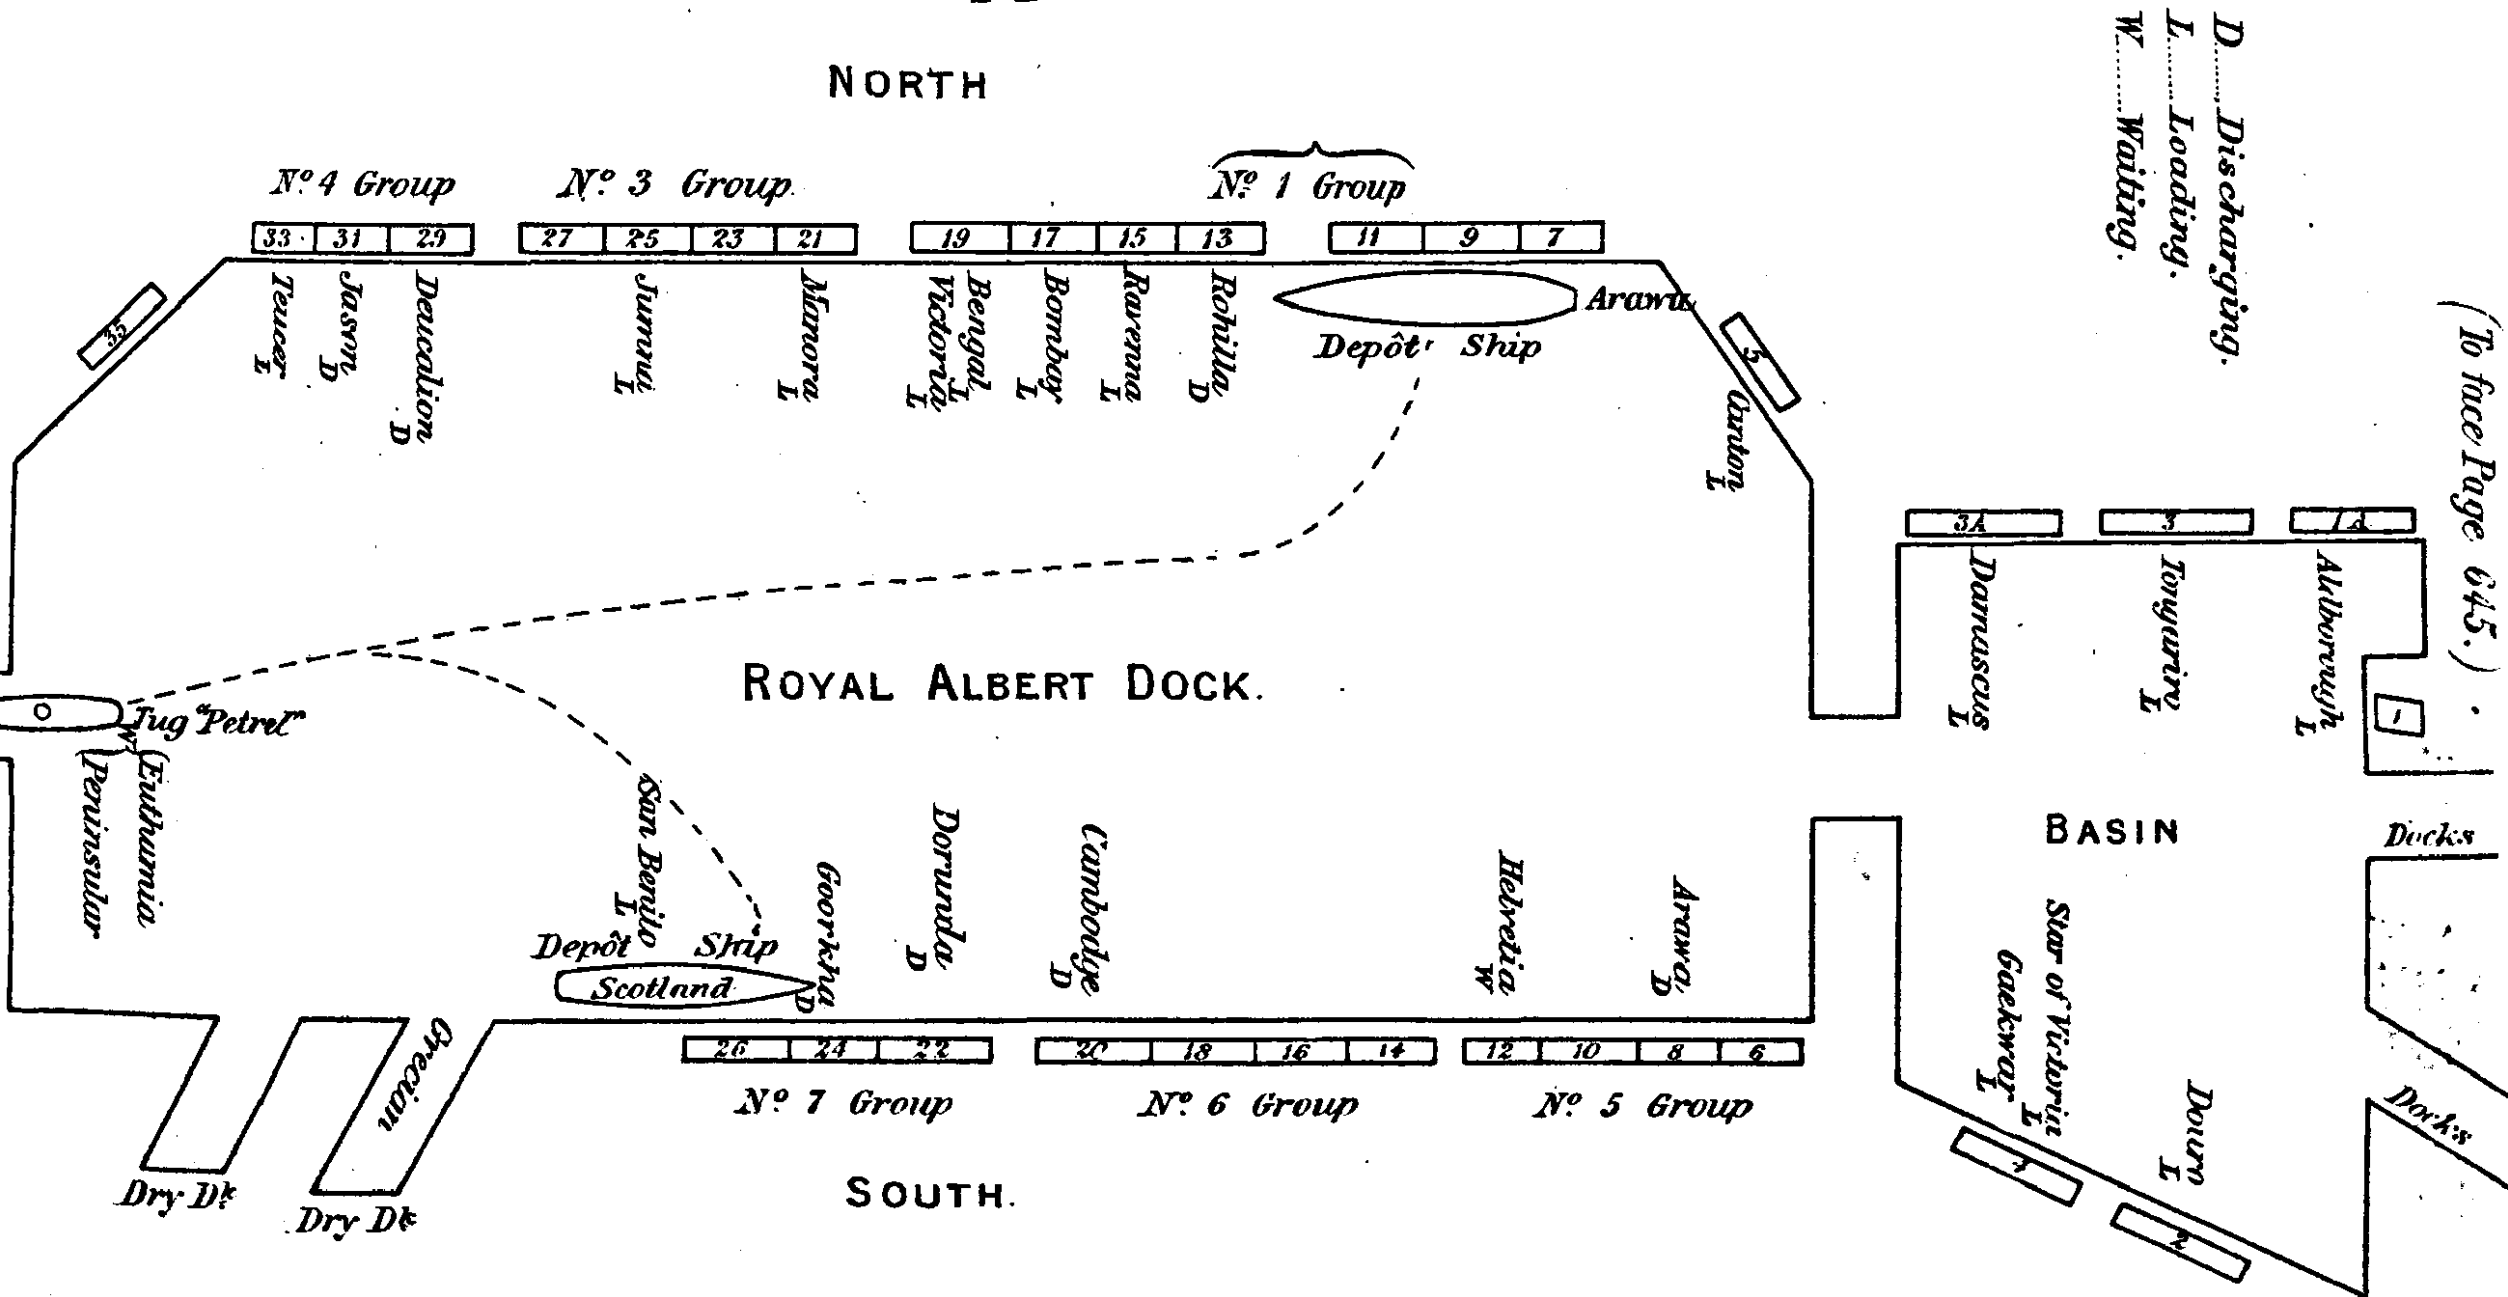 NORTH
D......Discharging.
L......Loading.
W......Waiting.
(To face Page 645.)
Nº 4 Group
Nº 3 Group.
Nº 1 Group
33
31
29
27
25
23
21
19
17
15
13
11
9
7
35
5
Teucer L
Jason D
Deucalion D
Jumna L
Manora L
Victoria L
Bengal L
Bombay L
Ravenna L
Rohilla D
Arawa
Depôt Ship
Canton L
3A
3
1A
Damascus L
Tongariro L
Aldborough L
1
ROYAL ALBERT DOCK.
Tug "Petrel"
W
Euthamia
Peninsular
San Benito L
Depôt Ship
Scotland
Goorkha D
Dorunda D
Cambodge D
Helvetia W
Arawa D
BASIN
Docks
Star of Victoria L
Gaekwar L
Douro L
4
2
Docks
Grecian
26
24
22
20
18
16
14
12
10
8
6
Nº 7 Group
Nº 6 Group
Nº 5 Group
Dry Dk
Dry Dk
SOUTH.